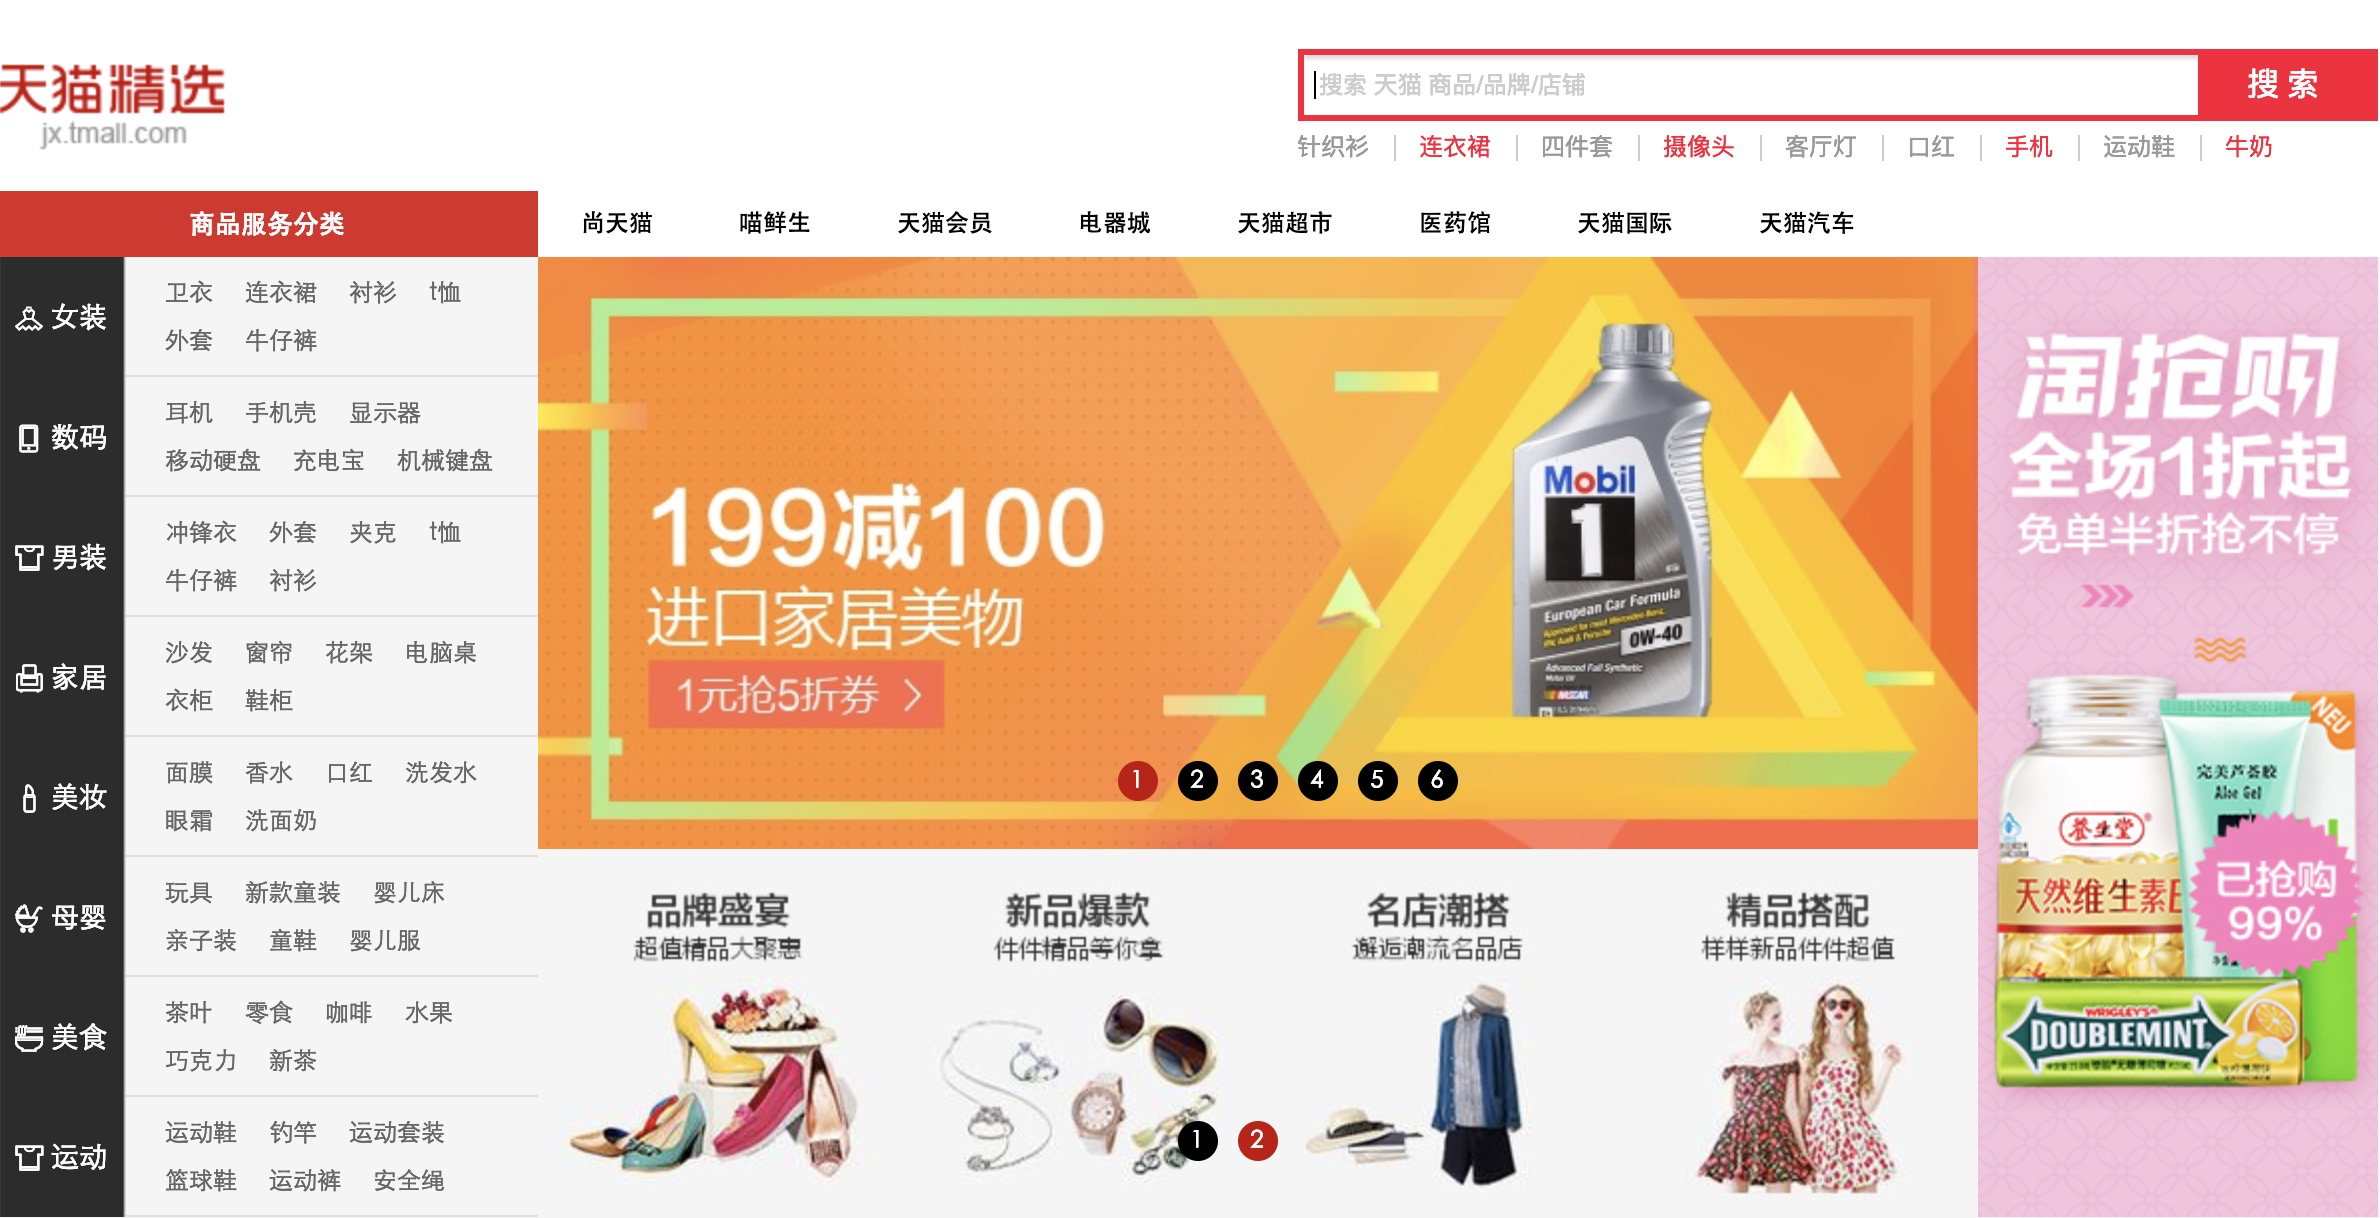 天猫精选
jx.tmall.com
搜索 天猫 商品/品牌/店铺
搜 索
针织衫 连衣裙 四件套 摄像头 客厅灯 口红 手机 运动鞋 牛奶
商品服务分类
尚天猫 喵鲜生 天猫会员 电器城 天猫超市 医药馆 天猫国际 天猫汽车
女装
卫衣 连衣裙 衬衫 t恤
外套 牛仔裤
数码
耳机 手机壳 显示器
移动硬盘 充电宝 机械键盘
男装
冲锋衣 外套 夹克 t恤
牛仔裤 衬衫
家居
沙发 窗帘 花架 电脑桌
衣柜 鞋柜
美妆
面膜 香水 口红 洗发水
眼霜 洗面奶
母婴
玩具 新款童装 婴儿床
亲子装 童鞋 婴儿服
美食
茶叶 零食 咖啡 水果
巧克力 新茶
运动
运动鞋 钓竿 运动套装
篮球鞋 运动裤 安全绳
199减100
进口家居美物
1元抢5折券
Mobil
1
European Car Formula
0W-40
Advanced Full Synthetic
Motor Oil
NASCAR
1 2 3 4 5 6
品牌盛宴
超值精品大聚惠
新品爆款
件件精品等你拿
名店潮搭
邂逅潮流名品店
精品搭配
样样新品件件超值
1 2
淘抢购
全场1折起
免单半折抢不停
NEU
完美芦荟胶
Aloe Gel
養生堂
天然维生素E
已抢购
99%
WRIGLEY'S
DOUBLEMINT